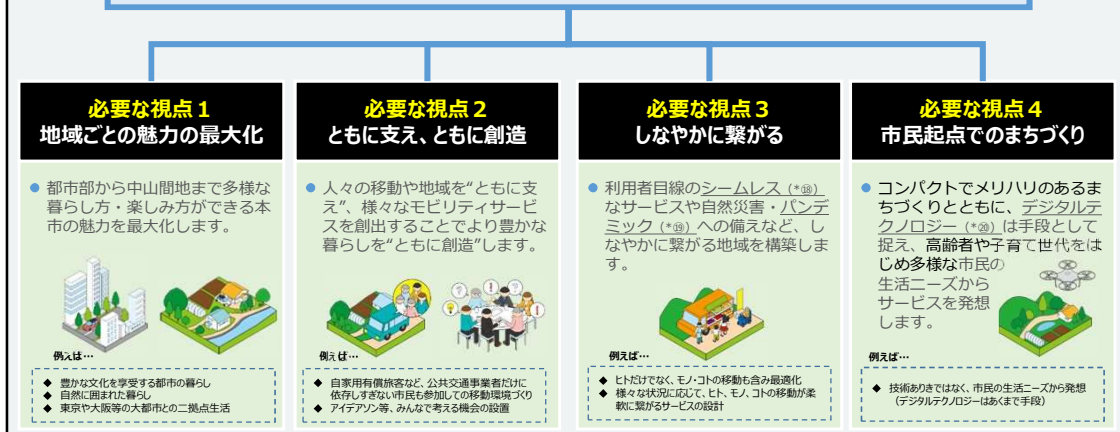 必要な視点１
地域ごとの魅力の最大化
● 都市部から中山間地まで多様な
暮らし方・楽しみ方ができる本
市の魅力を最大化します。
例えば…
◆ 豊かな文化を享受する都市の暮らし
◆ 自然に囲まれた暮らし
◆ 東京や大阪等の大都市との二拠点生活
必要な視点２
ともに支え、ともに創造
● 人々の移動や地域を“ともに支
え”、様々なモビリティサービ
スを創出することでより豊かな
暮らしを“ともに創造”します。
例えば…
◆ 自家用有償旅客など、公共交通事業者だけに
依存しすぎない市民も参加しての移動環境づくり
◆ アイデアソン等、みんなで考える機会の設置
必要な視点３
しなやかに繋がる
● 利用者目線のシームレス (*⑱)
なサービスや自然災害・パンデ
ミック (*⑲) への備えなど、し
なやかに繋がる地域を構築しま
す。
例えば…
◆ ヒトだけでなく、モノ・コトの移動も含み最適化
◆ 様々な状況に応じて、ヒト、モノ、コトの移動が柔
軟に繋がるサービスの設計
必要な視点４
市民起点でのまちづくり
● コンパクトでメリハリのあるま
ちづくりとともに、デジタルテ
クノロジー (*⑳) は手段として
捉え、高齢者や子育て世代をは
じめ多様な市民の
生活ニーズから
サービスを発想
します。
例えば…
◆ 技術ありきではなく、市民の生活ニーズから発想
（デジタルテクノロジーはあくまで手段）